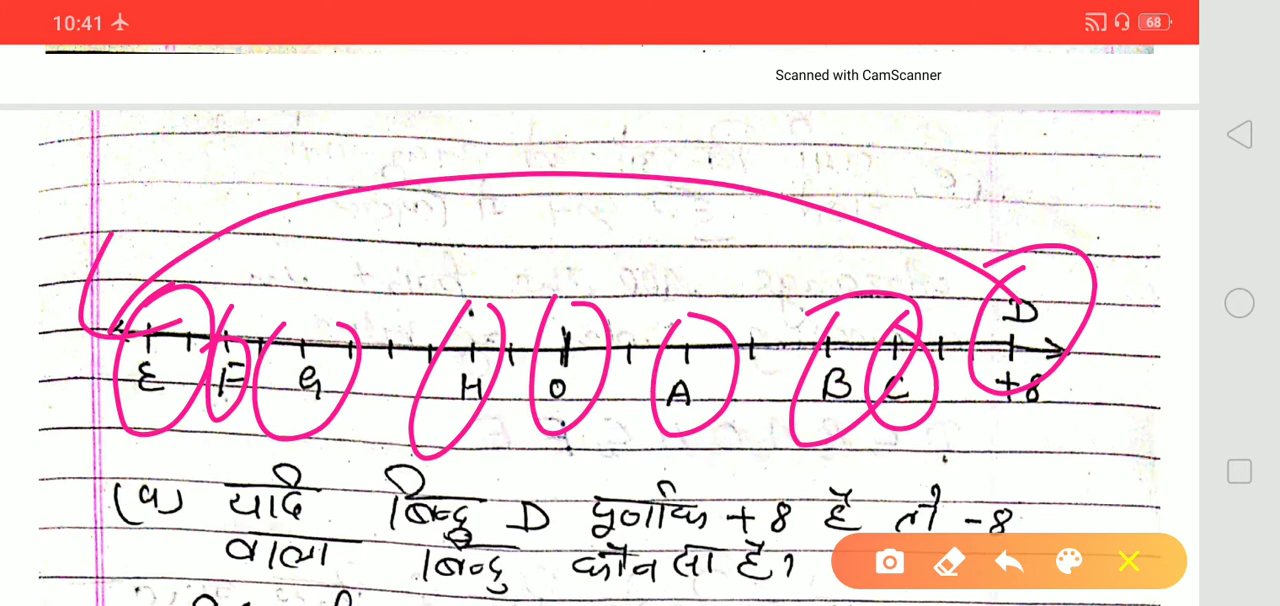 10:41
68
Scanned with CamScanner
D
E F G H O A B C +8
(a) यदि बिन्दु D पूर्णांक +8 है तो -8
वाला बिन्दु कौन सा है?